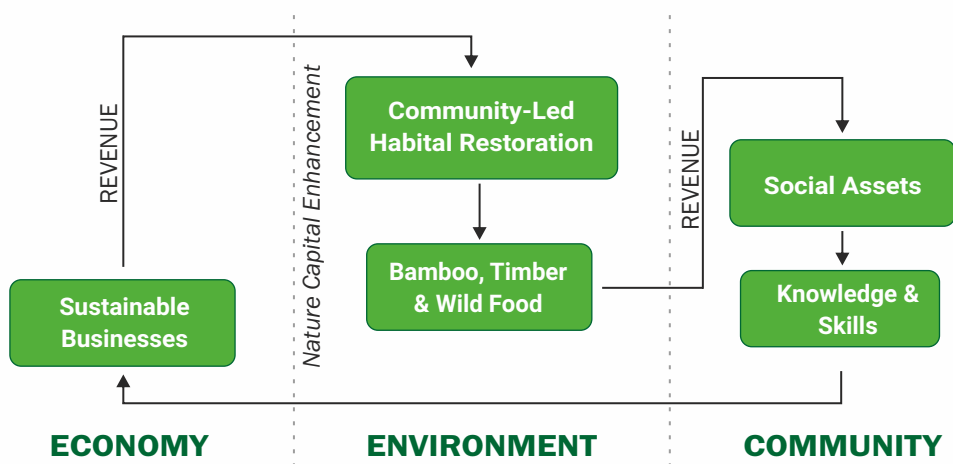 REVENUE
Nature Capital Enhancement
Community-Led
Habital Restoration
Bamboo, Timber
& Wild Food
REVENUE
Social Assets
Knowledge &
Skills
Sustainable
Businesses
ECONOMY
ENVIRONMENT
COMMUNITY